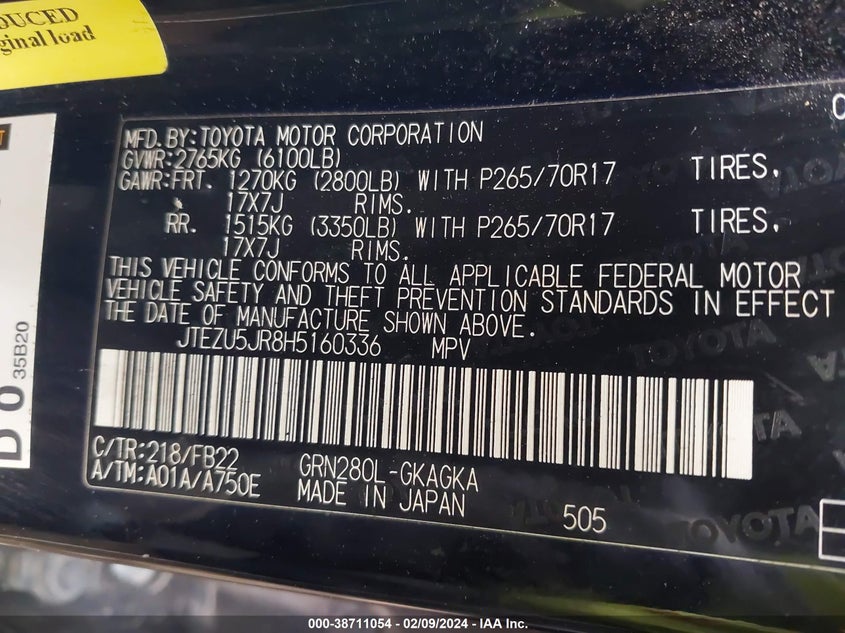 DUCED
ginal load
MFD.BY:TOYOTA MOTOR CORPORATION
GVWR:2765KG (6100LB)
GAWR:FRT. 1270KG (2800LB) WITH P265/70R17 TIRES,
17X7J RIMS.
RR. 1515KG (3350LB) WITH P265/70R17 TIRES,
17X7J RIMS.
THIS VEHICLE CONFORMS TO ALL APPLICABLE FEDERAL MOTOR
VEHICLE SAFETY AND THEFT PREVENTION STANDARDS IN EFFECT
THE DATE OF MANUFACTURE SHOWN ABOVE.
JTEZU5JR8H5160336 MPV
C/TR:218/FB22
A/TM:A01A/A750E
GRN280L-GKAGKA
MADE IN JAPAN
505
35B20
TOYOTA
000-38711054 - 02/09/2024 - IAA Inc.